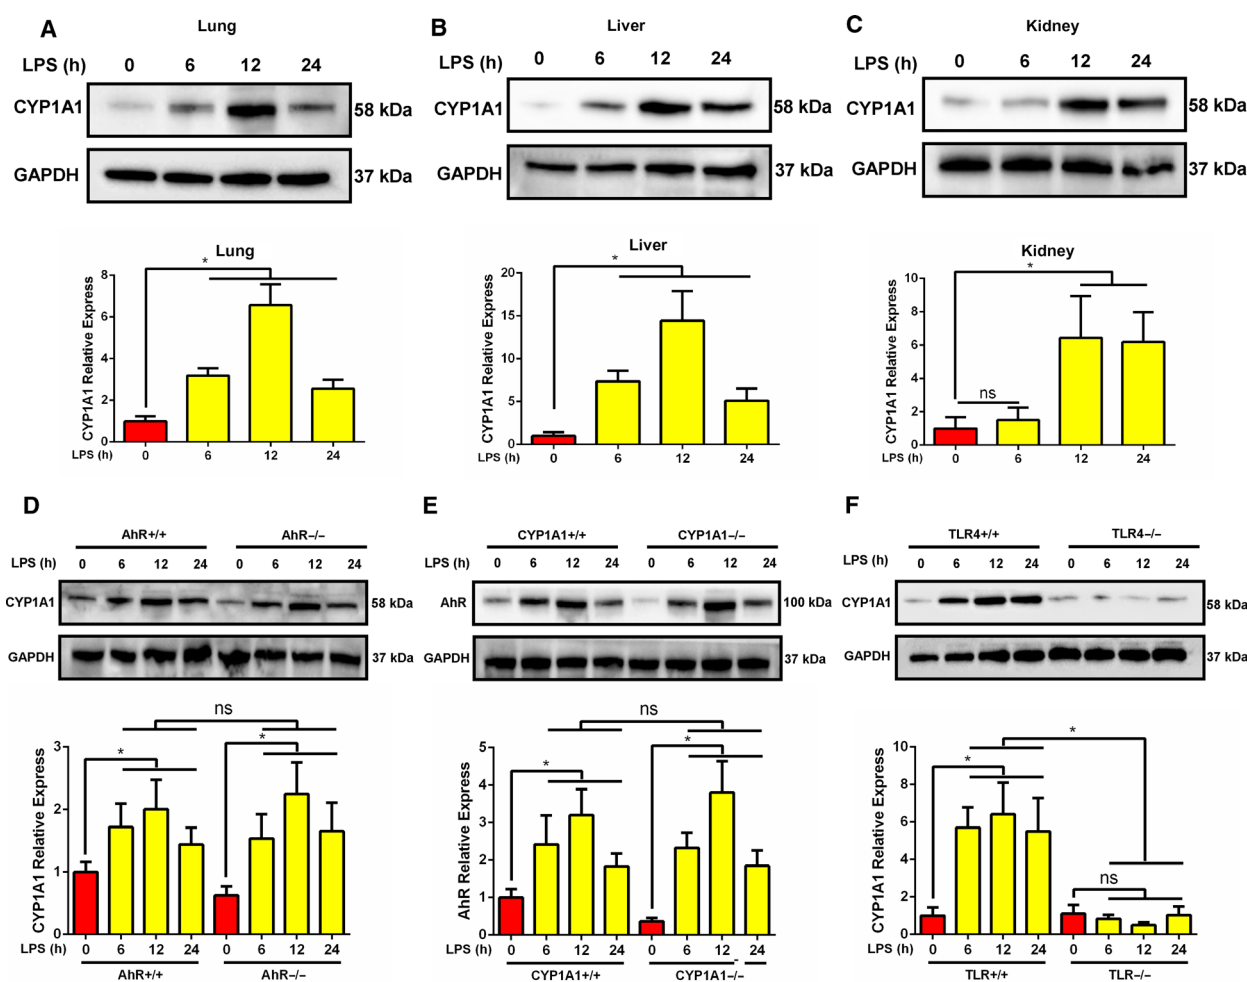 A
Lung
LPS (h) 0 6 12 24
CYP1A1 58 kDa
GAPDH 37 kDa
Lung
*
CYP1A1 Relative Express
8
6
4
2
0
LPS (h) 0 6 12 24
B
Liver
LPS (h) 0 6 12 24
CYP1A1 58 kDa
GAPDH 37 kDa
Liver
*
CYP1A1 Relative Express
20
15
10
5
0
LPS (h) 0 6 12 24
C
Kidney
LPS (h) 0 6 12 24
CYP1A1 58 kDa
GAPDH 37 kDa
Kidney
*
ns
CYP1A1 Relative Express
10
8
6
4
2
0
LPS (h) 0 6 12 24
D
AhR+/+ AhR−/−
LPS (h) 0 6 12 24 0 6 12 24
CYP1A1 58 kDa
GAPDH 37 kDa
ns
* *
CYP1A1 Relative Express
3
2
1
0
LPS (h) 0 6 12 24 0 6 12 24
AhR+/+ AhR−/−
E
CYP1A1+/+ CYP1A1−/−
LPS (h) 0 6 12 24 0 6 12 24
AhR 100 kDa
GAPDH 37 kDa
ns
* *
AhR Relative Express
5
4
3
2
1
0
LPS (h) 0 6 12 24 0 6 12 24
CYP1A1+/+ CYP1A1−/−
F
TLR4+/+ TLR4−/−
LPS (h) 0 6 12 24 0 6 12 24
CYP1A1 58 kDa
GAPDH 37 kDa
*
*
ns
CYP1A1 Relative Express
10
8
6
4
2
0
LPS (h) 0 6 12 24 0 6 12 24
TLR+/+ TLR−/−